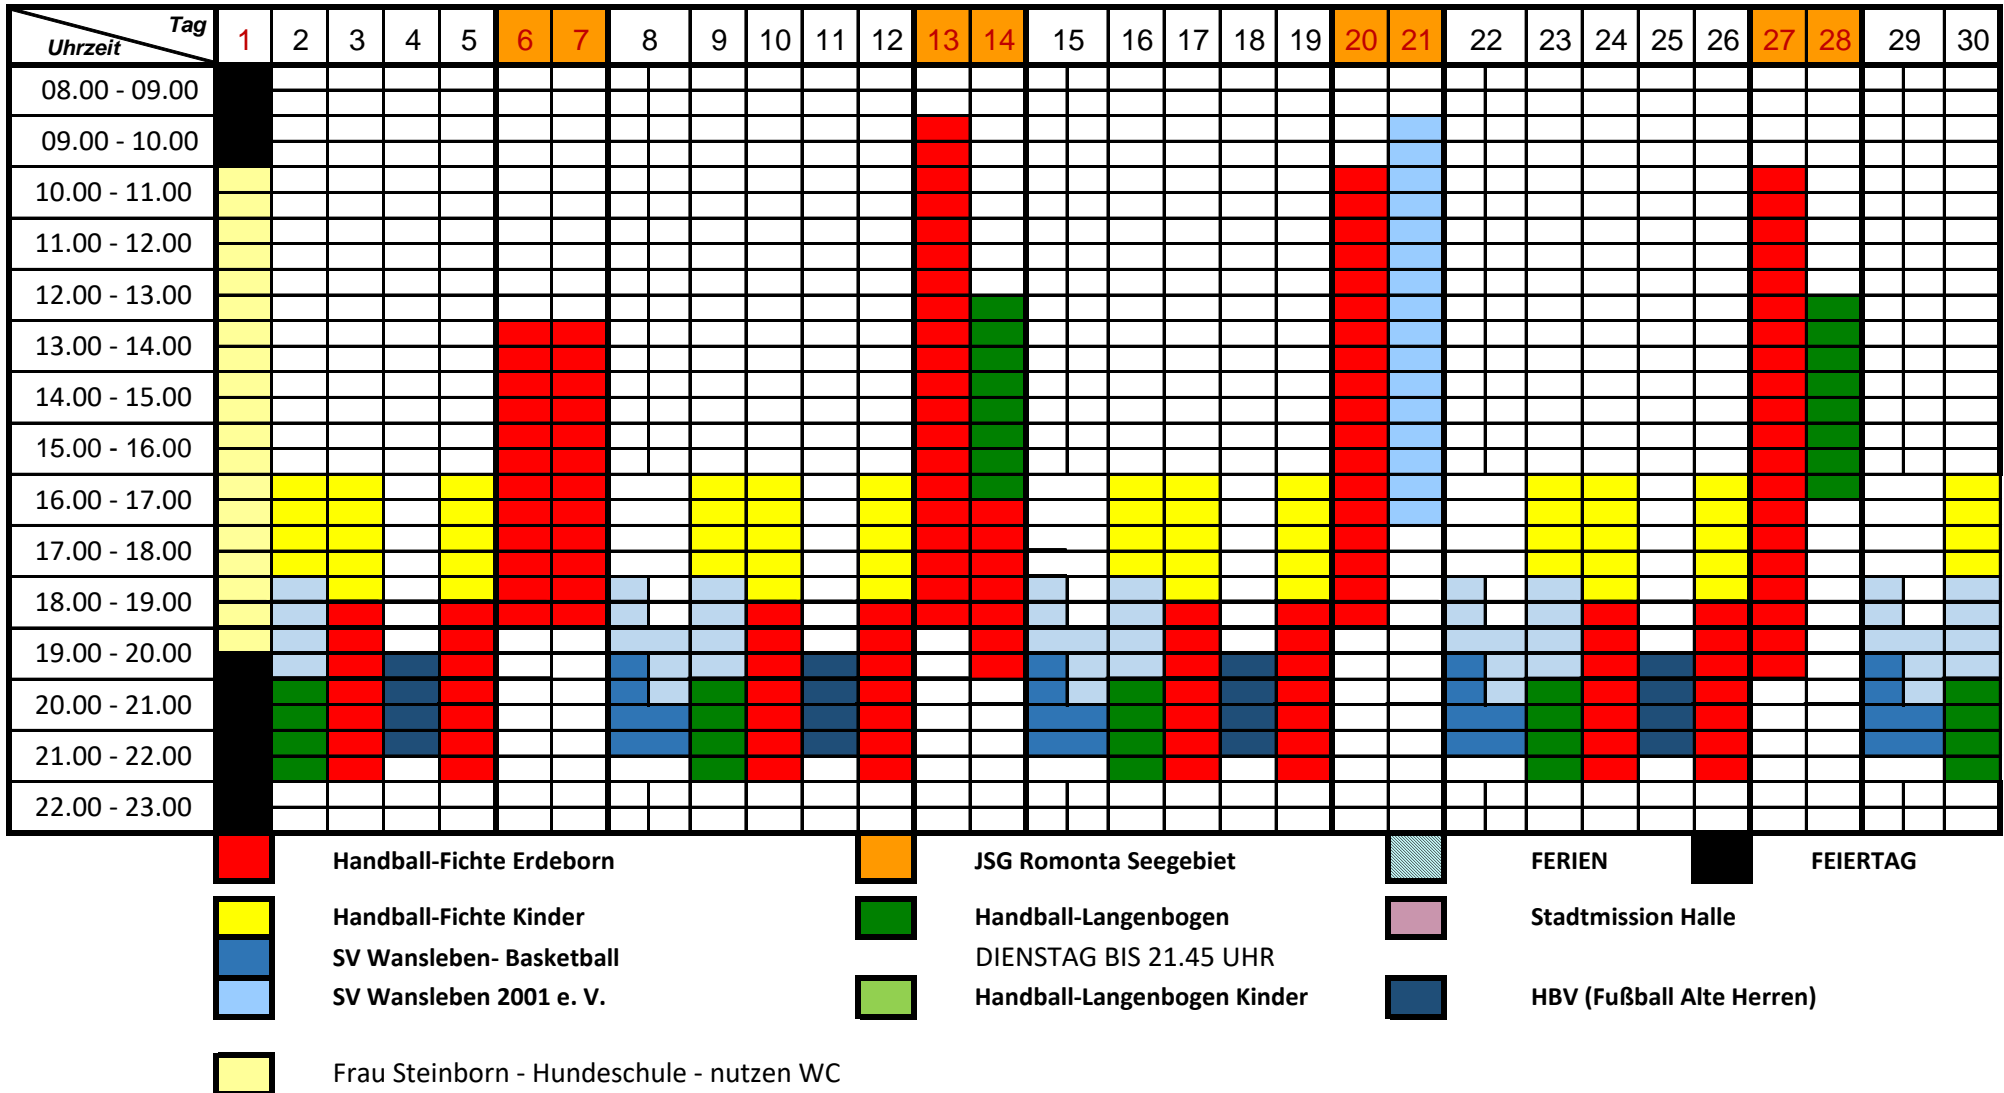 Tag
Uhrzeit 1 2 3 4 5 6 7 8 9 10 11 12 13 14 15 16 17 18 19 20 21 22 23 24 25 26 27 28 29 30
08.00 - 09.00
09.00 - 10.00
10.00 - 11.00
11.00 - 12.00
12.00 - 13.00
13.00 - 14.00
14.00 - 15.00
15.00 - 16.00
16.00 - 17.00
17.00 - 18.00
18.00 - 19.00
19.00 - 20.00
20.00 - 21.00
21.00 - 22.00
22.00 - 23.00
Handball-Fichte Erdeborn JSG Romonta Seegebiet FERIEN FEIERTAG
Handball-Fichte Kinder Handball-Langenbogen Stadtmission Halle
SV Wansleben- Basketball DIENSTAG BIS 21.45 UHR
SV Wansleben 2001 e. V. Handball-Langenbogen Kinder HBV (Fußball Alte Herren)
Frau Steinborn - Hundeschule - nutzen WC